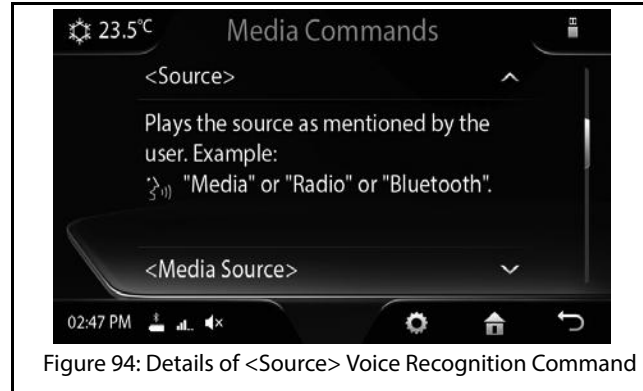 23.5°C
Media Commands
<Source>
Plays the source as mentioned by the
user. Example:
"Media" or "Radio" or "Bluetooth".
<Media Source>
02:47 PM
Figure 94: Details of <Source> Voice Recognition Command